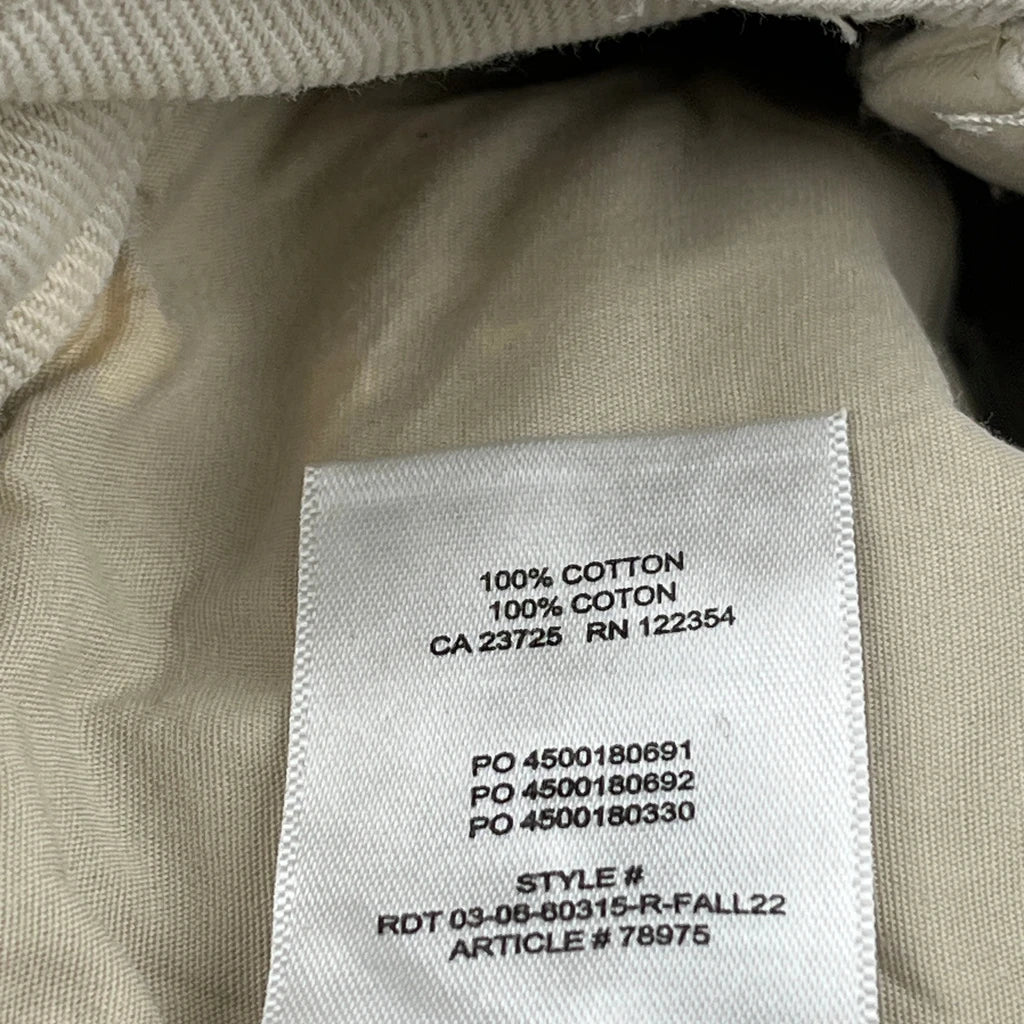 100% COTTON
100% COTON
CA 23725 RN 122354
PO 4500180691
PO 4500180692
PO 4500180330
STYLE #
RDT 03-06-60315-R-FALL22
ARTICLE # 78975